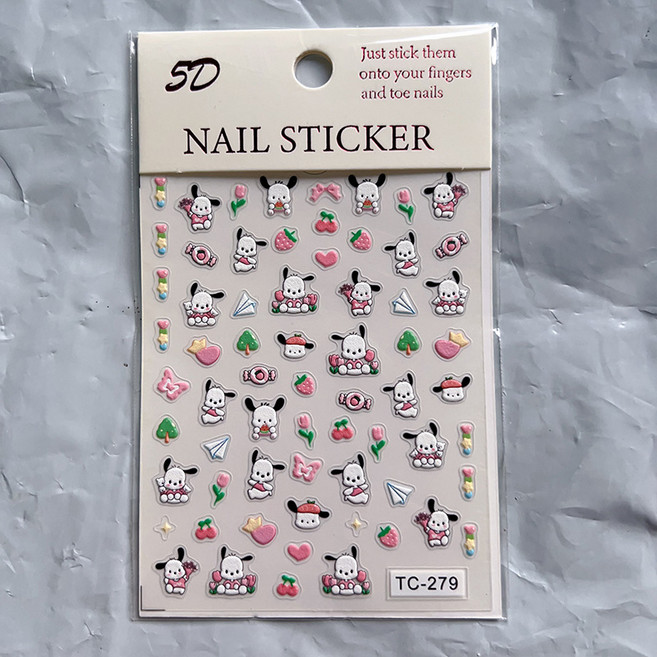 5D
Just stick them
onto your fingers
and toe nails
NAIL STICKER
TC-279